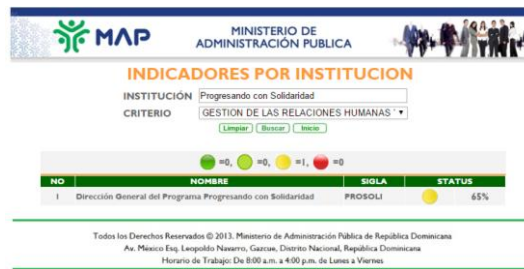 MAP
MINISTERIO DE
ADMINISTRACIÓN PUBLICA
INDICADORES POR INSTITUCION
INSTITUCIÓN Progresando con Solidaridad
CRITERIO GESTION DE LAS RELACIONES HUMANAS
Limpiar Buscar Inicio
=0, =0, =1, =0
NO NOMBRE SIGLA STATUS
1 Dirección General del Programa Progresando con Solidaridad PROSOLI 65%
Todos los Derechos Reservados © 2013. Ministerio de Administración Pública de República Dominicana
Av. México Esq. Leopoldo Navarro, Gazcue, Distrito Nacional, República Dominicana
Horario de Trabajo: De 8:00 a.m. a 4:00 p.m. de Lunes a Viernes